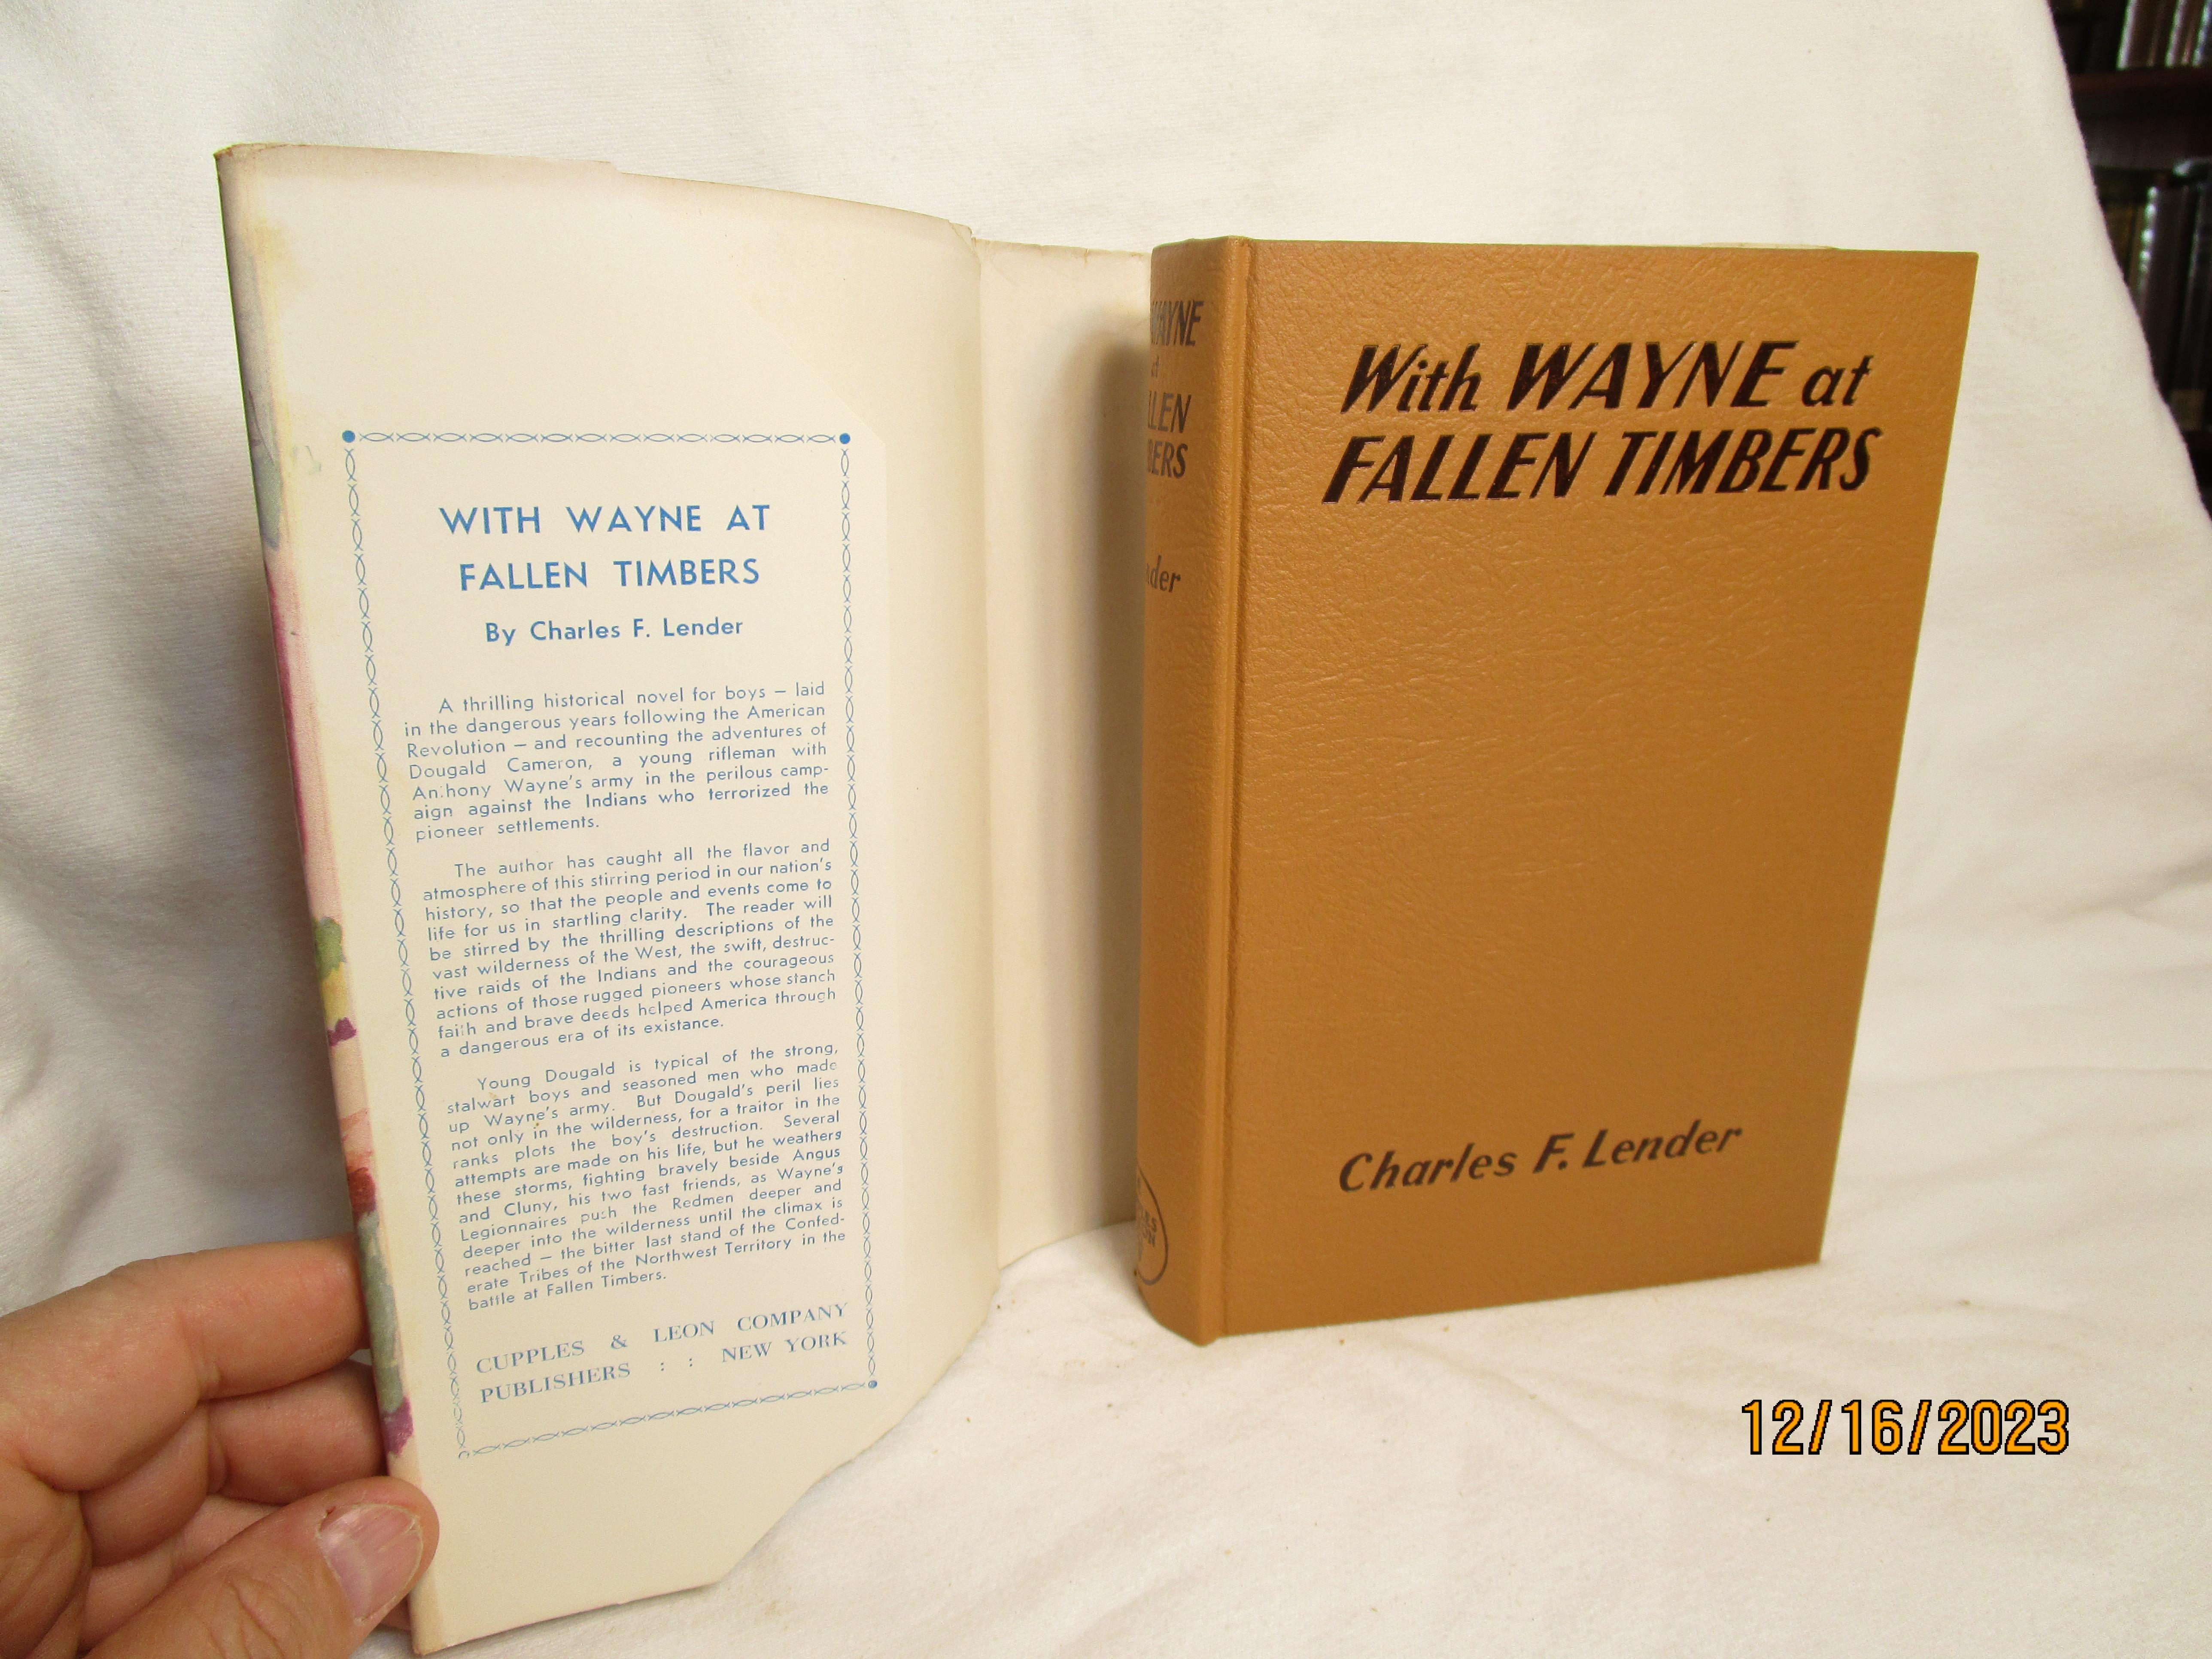 WITH WAYNE AT
FALLEN TIMBERS
By Charles F. Lender
A thrilling historical novel for boys – laid
in the dangerous years following the American
Revolution – and recounting the adventures of
Dougald Cameron, a young rifleman with
Anthony Wayne's army in the perilous camp-
aign against the Indians who terrorized the
pioneer settlements.
The author has caught all the flavor and
atmosphere of this stirring period in our nation's
history, so that the people and events come to
life for us in startling clarity. The reader will
be stirred by the thrilling descriptions of the
vast wilderness of the West, the swift, destruc-
tive raids of the Indians and the courageous
actions of those rugged pioneers whose stanch
faith and brave deeds helped America through
a dangerous era of its existance.
Young Dougald is typical of the strong,
stalwart boys and seasoned men who made
up Wayne's army. But Dougald's peril lies
not only in the wilderness, for a traitor in the
ranks plots the boy's destruction. Several
attempts are made on his life, but he weathers
these storms, fighting bravely beside Angus
and Cluny, his two fast friends, as Wayne's
Legionnaires push the Redmen deeper and
deeper into the wilderness until the climax is
reached – the bitter last stand of the Confed-
erate Tribes of the Northwest Territory in the
battle at Fallen Timbers.
CUPPLES & LEON COMPANY
PUBLISHERS : : NEW YORK
WAYNE
at
With WAYNE at
FALLEN TIMBERS
Charles F. Lender
12/16/2023